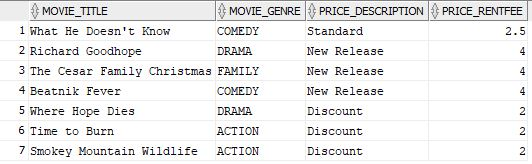 MOVIE_TITLE MOVIE_GENRE PRICE_DESCRIPTION PRICE_RENTFEE
1 What He Doesn't Know COMEDY Standard 2.5
2 Richard Goodhope DRAMA New Release 4
3 The Cesar Family Christmas FAMILY New Release 4
4 Beatnik Fever COMEDY New Release 4
5 Where Hope Dies DRAMA Discount 2
6 Time to Burn ACTION Discount 2
7 Smokey Mountain Wildlife ACTION Discount 2